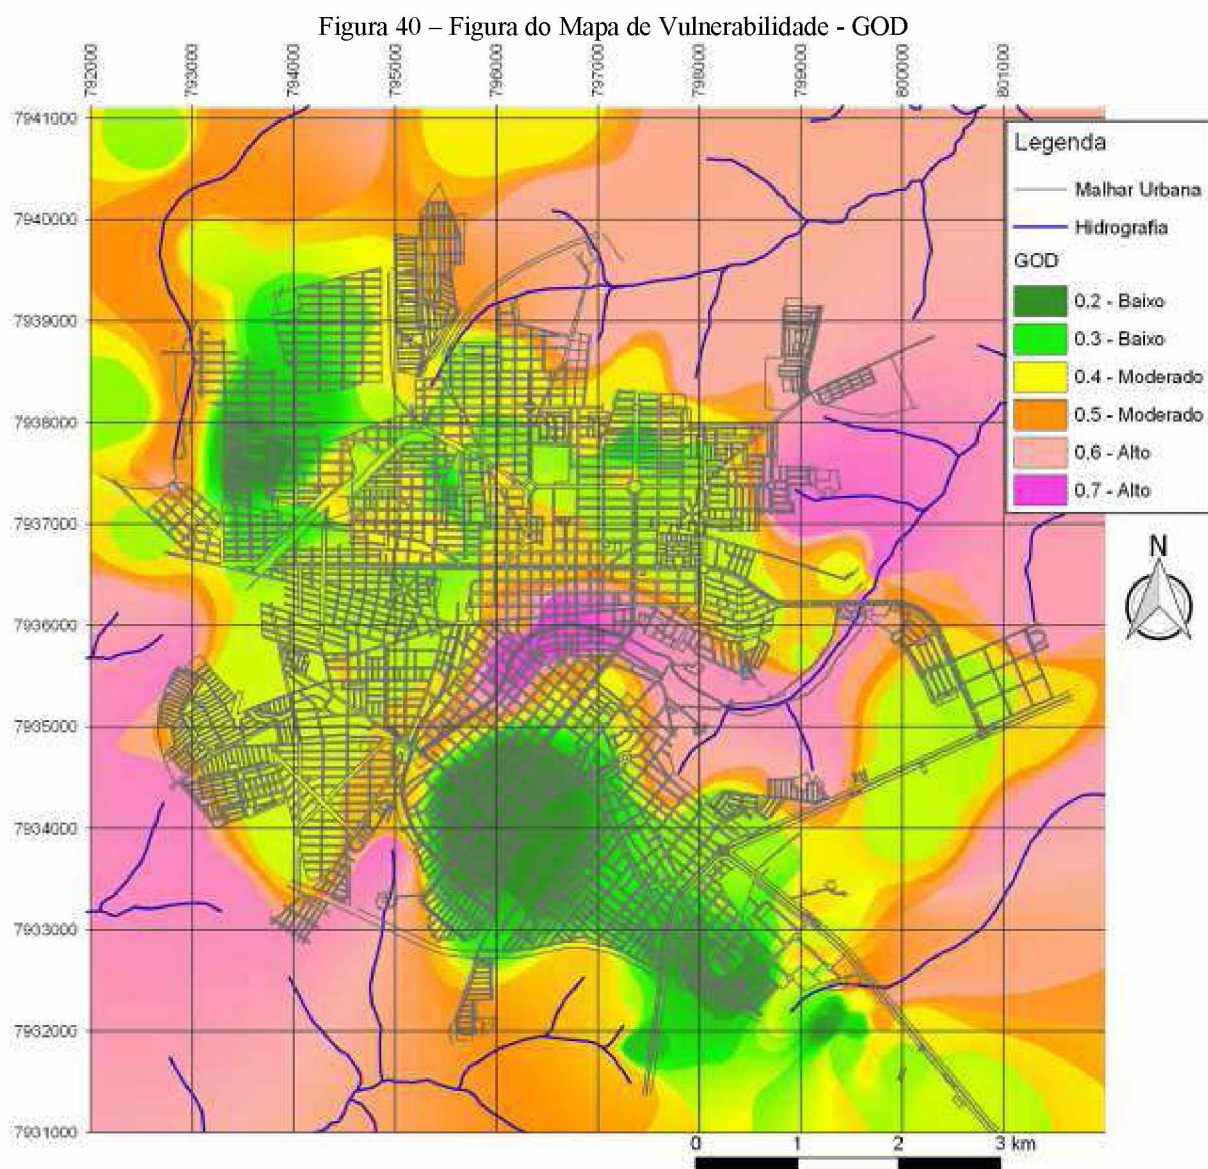 Figura 40 – Figura do Mapa de Vulnerabilidade - GOD
792000
793000
794000
795000
796000
797000
798000
799000
800000
801000
7941000
7940000
7939000
7938000
7937000
7936000
7935000
7934000
7933000
7932000
7931000
Legenda
Malhar Urbana
Hidrografia
GOD
0.2 - Baixo
0.3 - Baixo
0.4 - Moderado
0.5 - Moderado
0.6 - Alto
0.7 - Alto
N
0 1 2 3 km